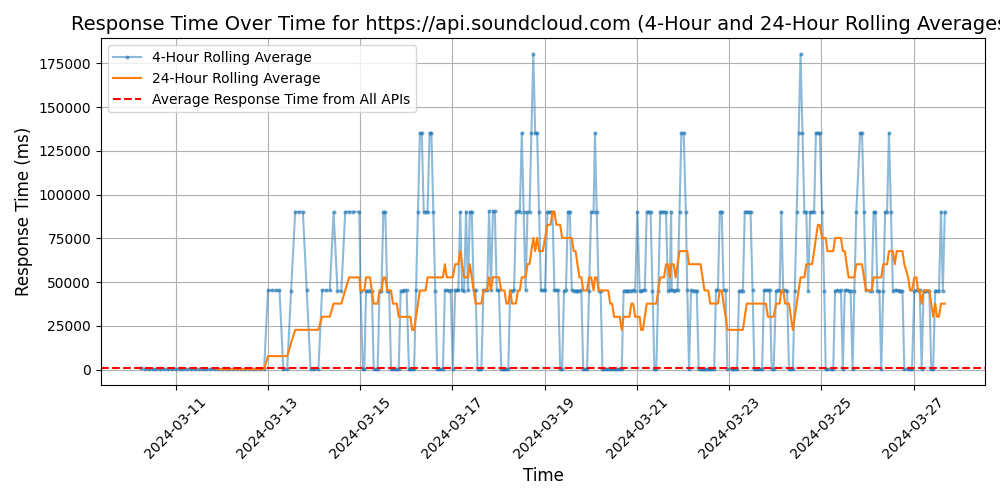 Response Time Over Time for https://api.soundcloud.com (4-Hour and 24-Hour Rolling Averages
4-Hour Rolling Average
24-Hour Rolling Average
Average Response Time from All APIs
Response Time (ms)
175000
150000
125000
100000
75000
50000
25000
0
2024-03-11
2024-03-13
2024-03-15
2024-03-17
2024-03-19
2024-03-21
2024-03-23
2024-03-25
2024-03-27
Time